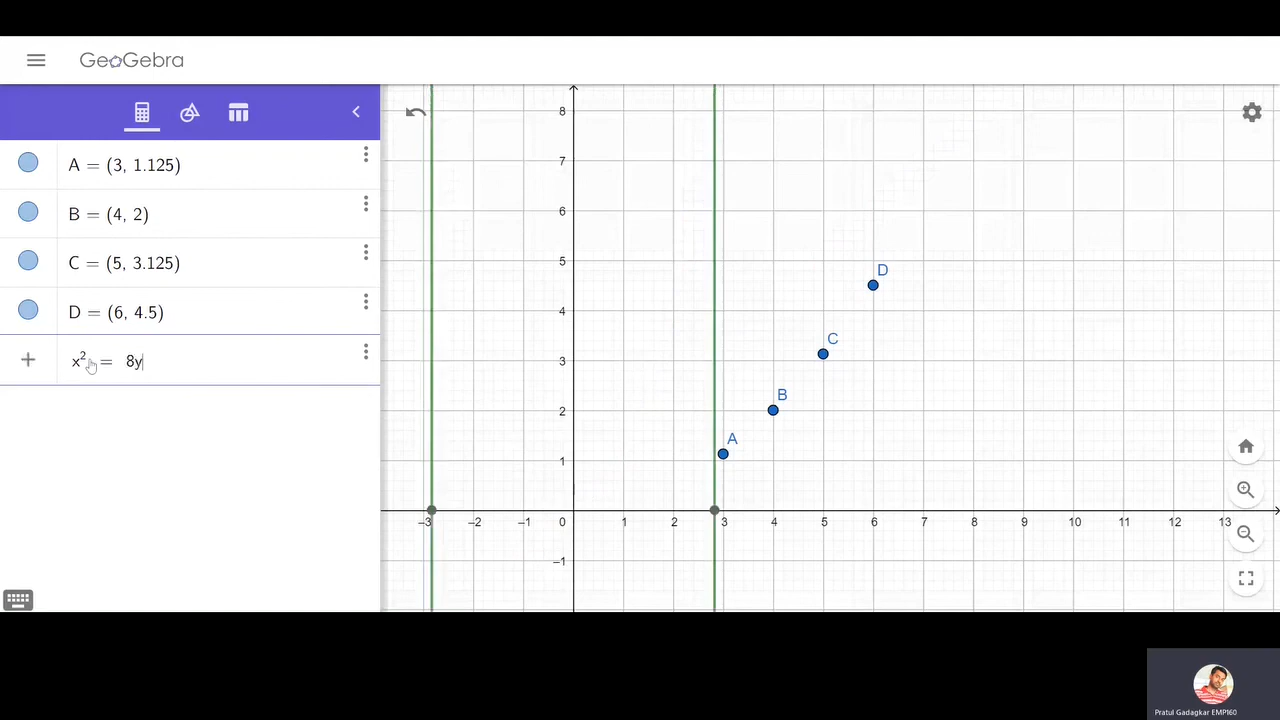 GeoGebra
A = (3, 1.125)
B = (4, 2)
C = (5, 3.125)
D = (6, 4.5)
x² = 8y
8
7
6
5
4
3
2
1
0
–1
–3 –2 –1 1 2 3 4 5 6 7 8 9 10 11 12 13
D
C
B
A
Pratul Gadagkar EMP160